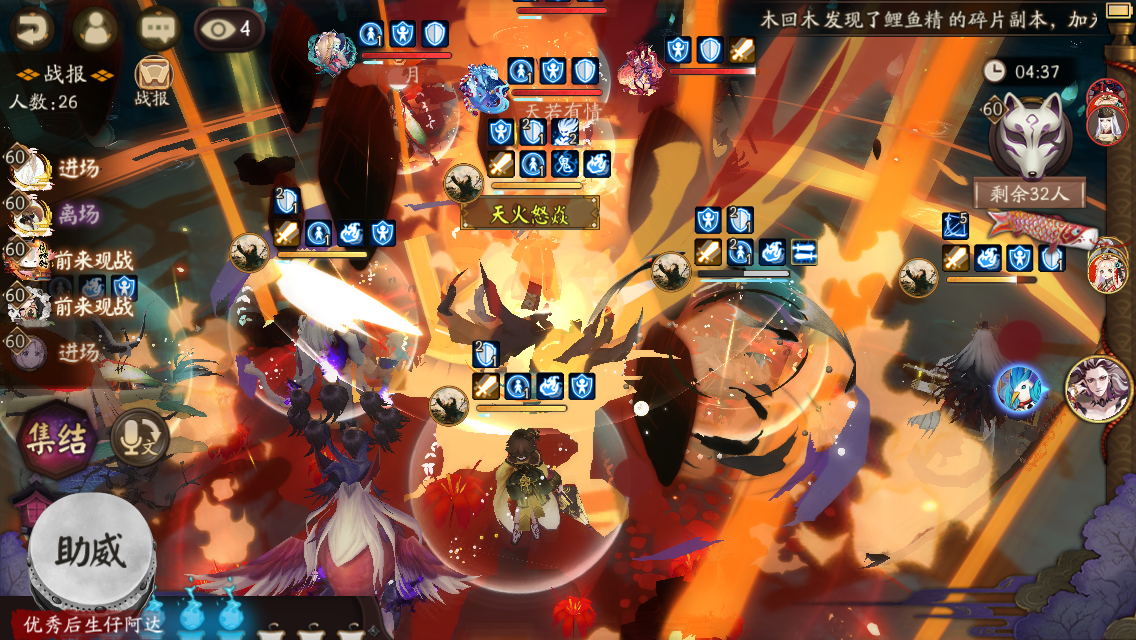 木回木发现了鲤鱼精的碎片副本，加
4
战报
战报
人数:26
月
04:37
60
天若有情
60 进场
剩余32人
60 离场
天火怒焱
60 前来观战
60 前来观战
60 进场
集结
文
助威
优秀后生仔阿达